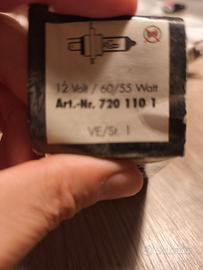 12 Volt / 60/55 Watt
Art.-Nr. 720 110 1
VE/St. 1